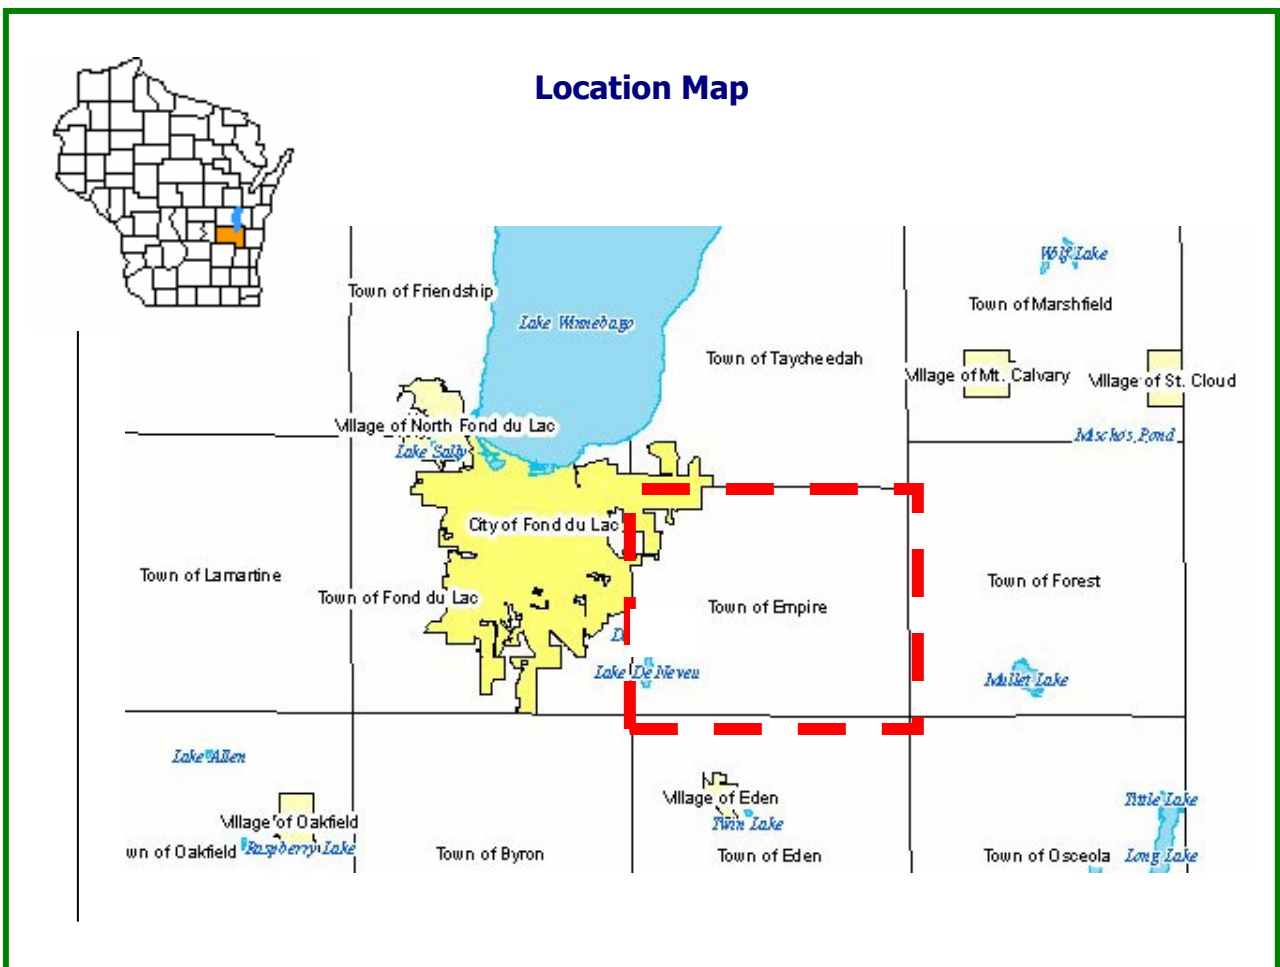 Location Map
Wolf Lake
Town of Friendship
Town of Marshfield
Lake Winnebago
Town of Taycheedah
Village of Mt. Calvary
Village of St. Cloud
Village of North Fond du Lac
Mischo's Pond
Lake Sally
City of Fond du Lac
Town of Lamartine
Town of Forest
Town of Fond du Lac
Town of Empire
D
Lake De Neveu
Mullet Lake
Lake Allen
Village of Eden
Tittle Lake
Village of Oakfield
Twin Lake
wn of Oakfield
Raspberry Lake
Town of Byron
Town of Eden
Town of Osceola
Long Lake